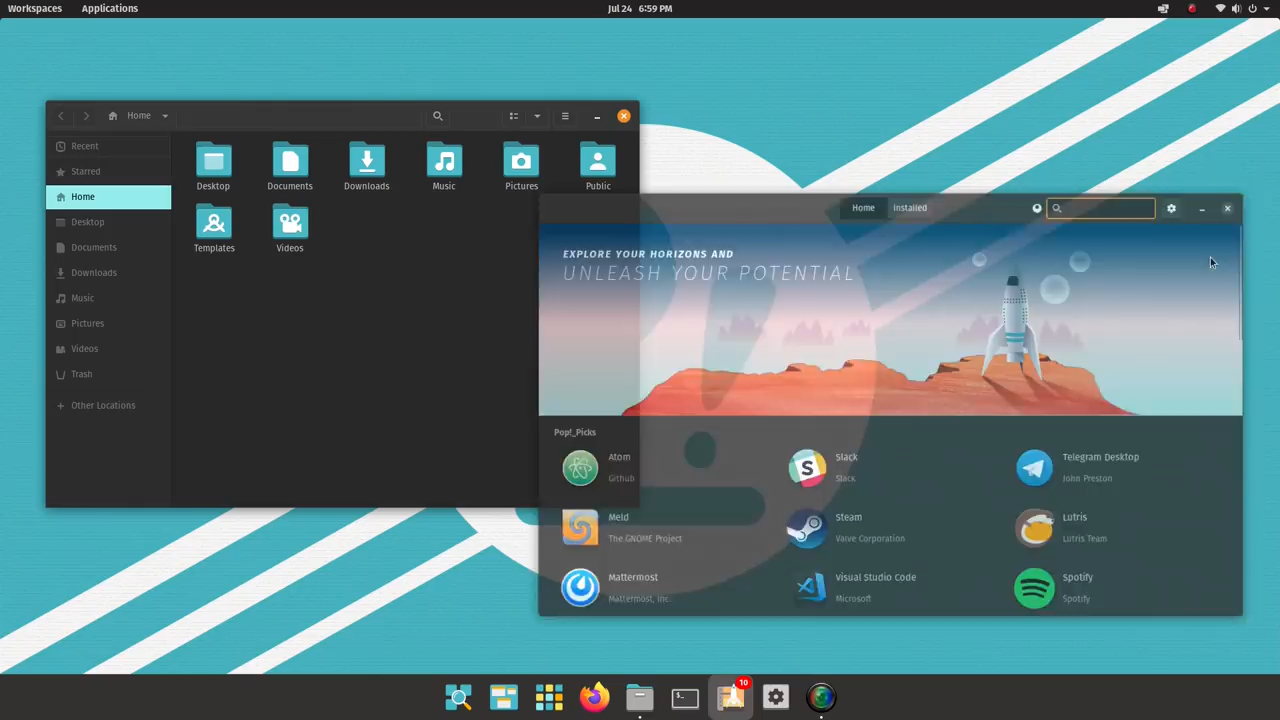 Workspaces Applications Jul 24 6:59 PM
Home
Recent
Starred
Home
Desktop
Documents
Downloads
Music
Pictures
Videos
Trash
Other Locations
Desktop Documents Downloads Music Pictures Public
Templates Videos
Home Installed
EXPLORE YOUR HORIZONS AND
UNLEASH YOUR POTENTIAL
Pop!_Picks
Atom
Github
Slack
Slack
Telegram Desktop
John Preston
Meld
The GNOME Project
Steam
Valve Corporation
Lutris
Lutris Team
Mattermost
Mattermost, Inc.
Visual Studio Code
Microsoft
Spotify
Spotify
10